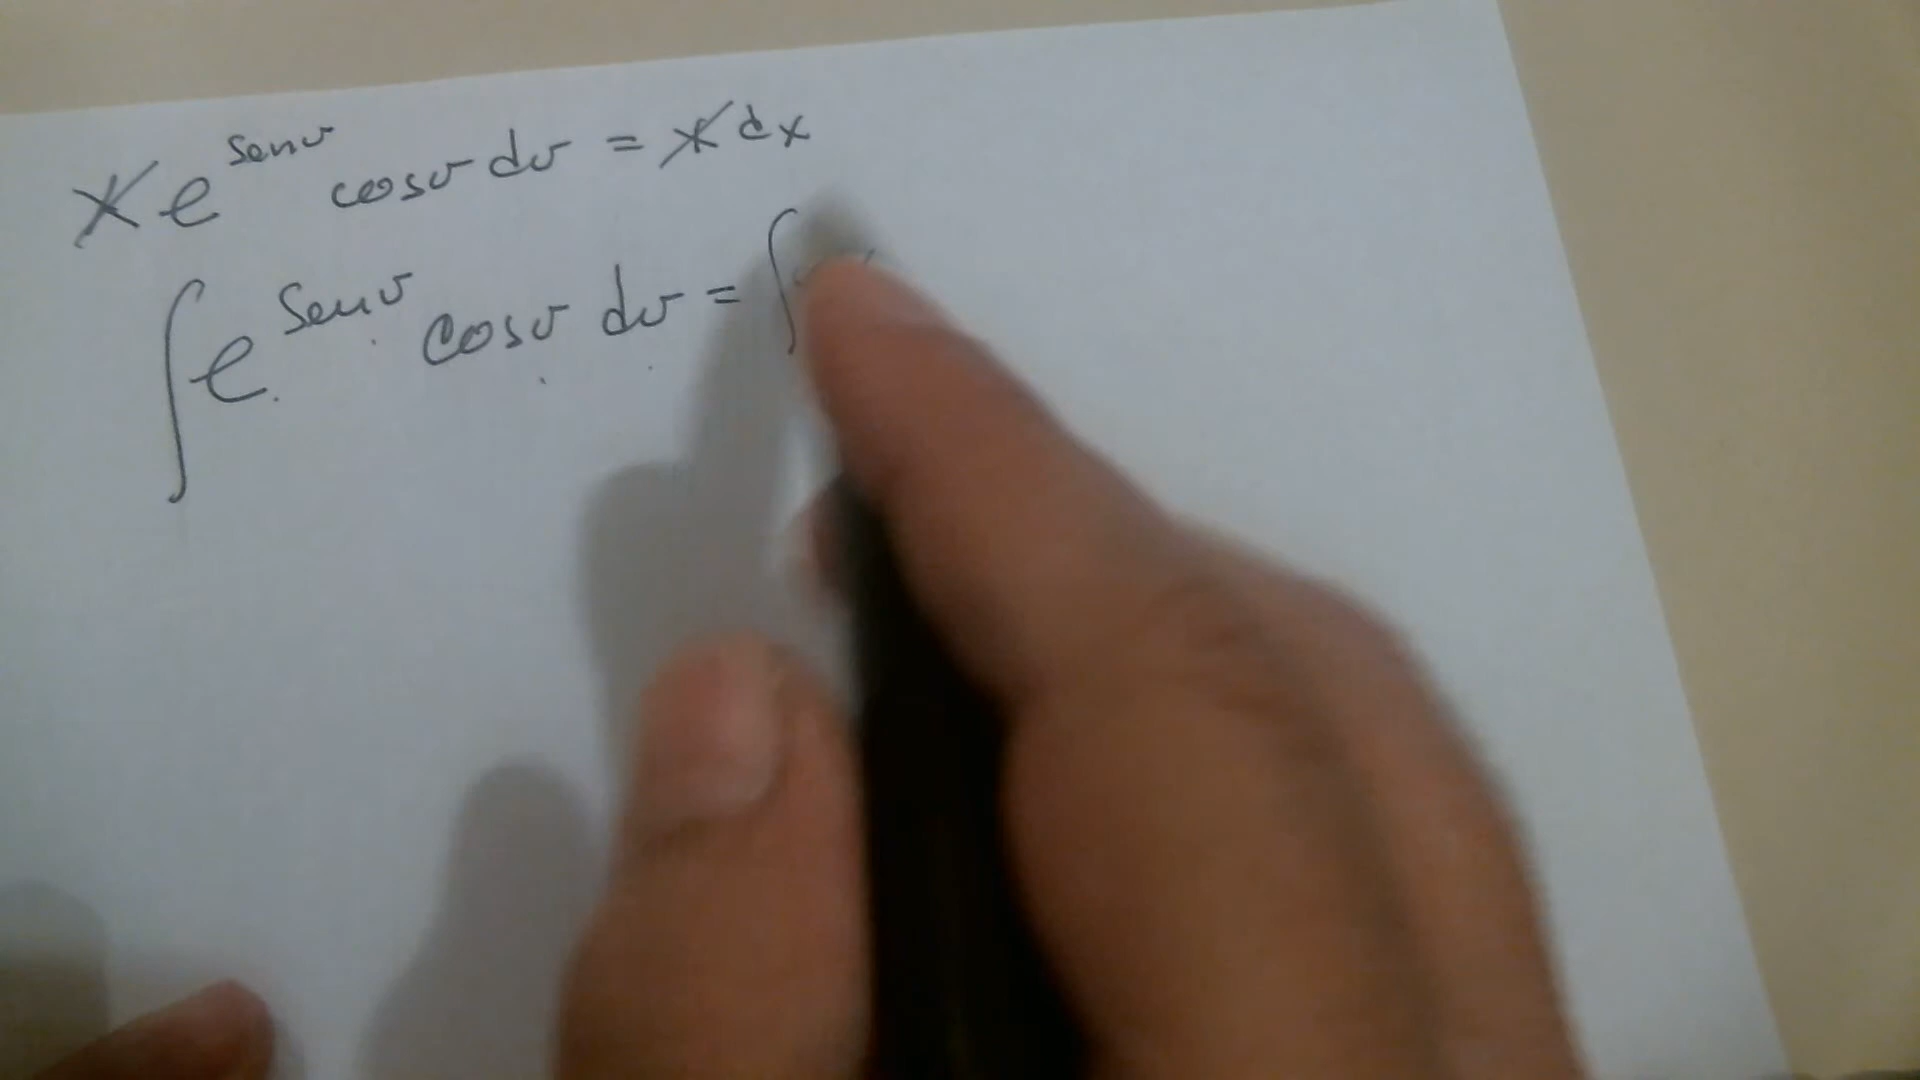 x e^senv cosv dv = x dx
∫ e^senv cosv dv = ∫